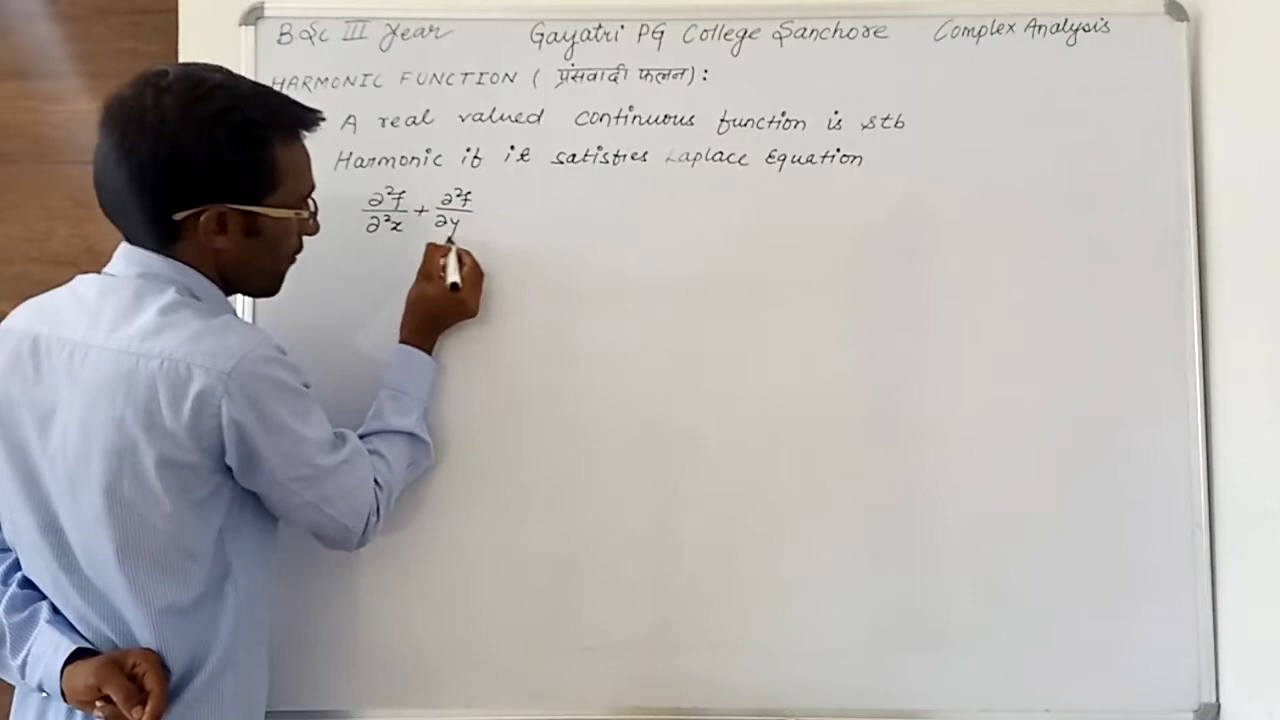 BSc III Year Gayatri PG College Sanchore Complex Analysis
HARMONIC FUNCTION ( प्रंसवादी फलन ) :
A real valued continuous function is stb
Harmonic if it satisfies Laplace Equation
∂²f/∂²x + ∂²f/∂y